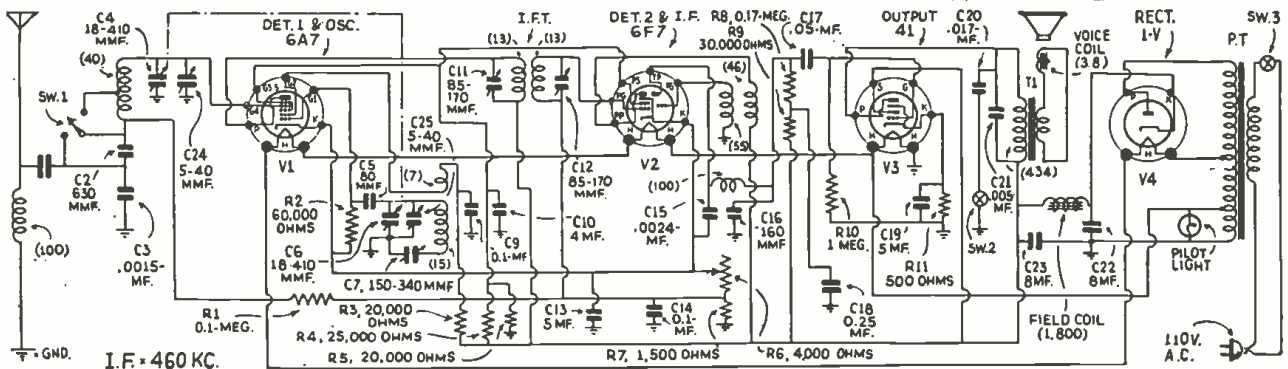 C4
18-410
MMF.
(40)
SW.1
C24
5-40
MMF.
C2
630
MMF.
C3
.0015-
MF.
(100)
=GND.
I.F.=460 KC.
DET. 1 & OSC.
6A7
G4
G1
P
K
H
H
V1
R2
60,000
OHMS
C5
80
MMF
C25
5-40
MMF.
(7)
C6
18-410
MMF.
(15)
C7, 150-340 MMF
C9
0.1-MF.
C10
4 MF.
R1
0.1-MEG.
R3, 20,000
OHMS
R4, 25,000
OHMS
R5, 20,000 OHMS
I.F.T.
(13)
(13)
C11
85-
170
MMF.
C12
85-170
MMF.
DET.2 & I.F.
6F7
PP
K
H
H
V2
(46)
(55)
(100)
C15
.0024-
MF.
C16
160
MMF
C13
5 MF.
C14
0.1-
MF.
R7, 1,500 OHMS
R6, 4,000 OHMS
R8, 0.17-MEG.
R9
30,000 OHMS
C17
.05-MF.
R10
1 MEG.
C18
0.25
MF.
OUTPUT
41
S
G
P
K
H
H
V3
C19
5 MF.
R11
500 OHMS
C20
.017-
MF.
SW.2
C21
.005
MF.
T1
(434)
VOICE
COIL
(3.8)
C23
8MF.
C22
8MF.
FIELD COIL
(1,800)
RECT.
1-V
P
K
H
H
V4
PILOT
LIGHT
P.T
SW.3
110V.
A.C.